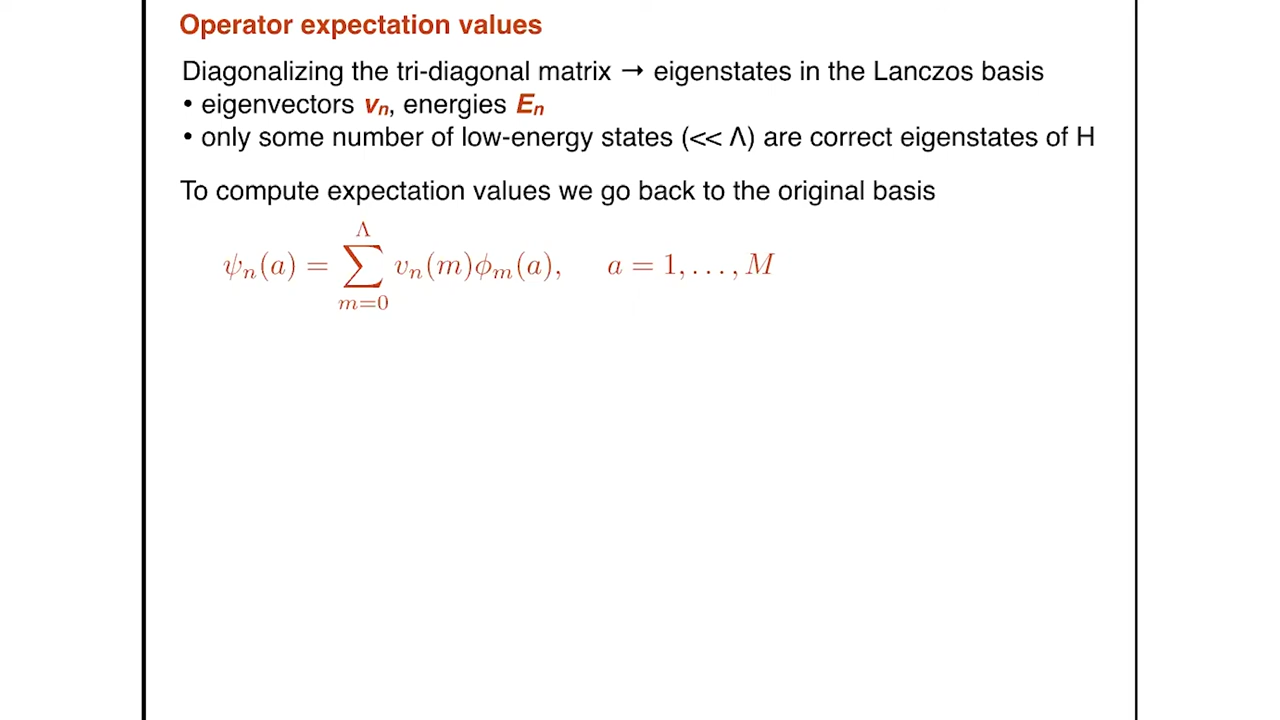 Operator expectation values
Diagonalizing the tri-diagonal matrix → eigenstates in the Lanczos basis
• eigenvectors vₙ, energies Eₙ
• only some number of low-energy states (<< Λ) are correct eigenstates of H
To compute expectation values we go back to the original basis
ψₙ(a) = ∑_{m=0}^{Λ} vₙ(m)ϕₘ(a), a = 1, . . . , M